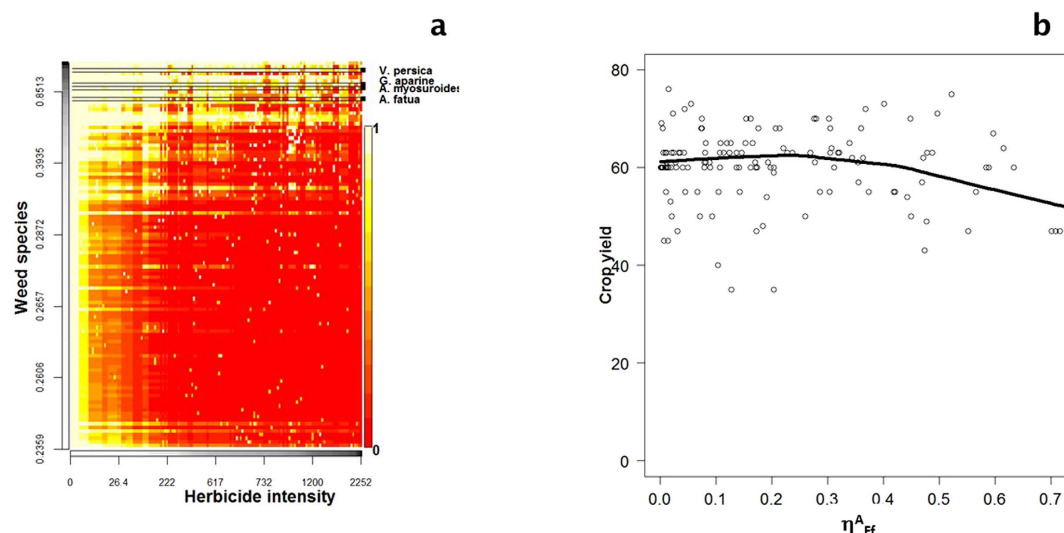 a
V. persica
G. aparine
A. myosuroides
A. fatua
1
0
0.8513
0.3935
0.2872
0.2657
0.2606
0.2359
Weed species
0 26.4 222 617 732 1200 2252
Herbicide intensity
b
80
60
40
20
0
Crop yield
0.0 0.1 0.2 0.3 0.4 0.5 0.6 0.7
ηᴬEf